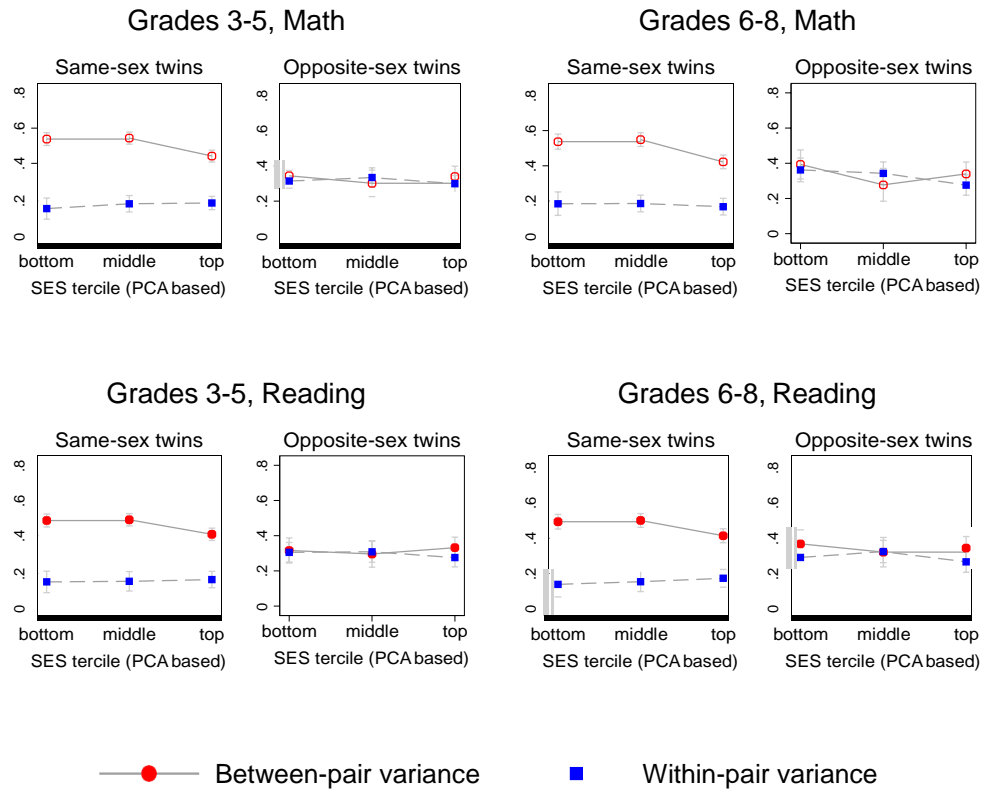 Grades 3-5, Math
Grades 6-8, Math
Same-sex twins
Opposite-sex twins
Same-sex twins
Opposite-sex twins
.8
.6
.4
.2
0
.8
.6
.4
.2
0
.8
.6
.4
.2
0
.8
.6
.4
.2
0
bottom middle top
bottom middle top
bottom middle top
bottom middle top
SES tercile (PCA based)
SES tercile (PCA based)
SES tercile (PCA based)
SES tercile (PCA based)
Grades 3-5, Reading
Grades 6-8, Reading
Same-sex twins
Opposite-sex twins
Same-sex twins
Opposite-sex twins
.8
.6
.4
.2
0
.8
.6
.4
.2
0
.8
.6
.4
.2
0
.8
.6
.4
.2
0
bottom middle top
bottom middle top
bottom middle top
bottom middle top
SES tercile (PCA based)
SES tercile (PCA based)
SES tercile (PCA based)
SES tercile (PCA based)
Between-pair variance
Within-pair variance